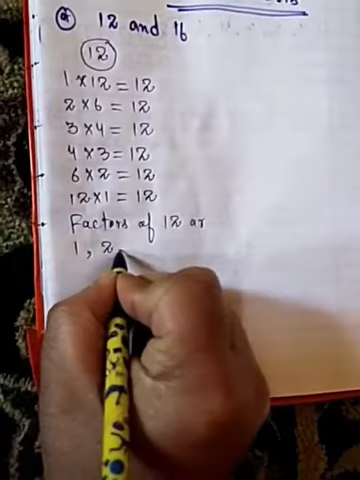 a 12 and 16
12
1 × 12 = 12
2 × 6 = 12
3 × 4 = 12
4 × 3 = 12
6 × 2 = 12
12 × 1 = 12
Factors of 12 ar
1, 2,